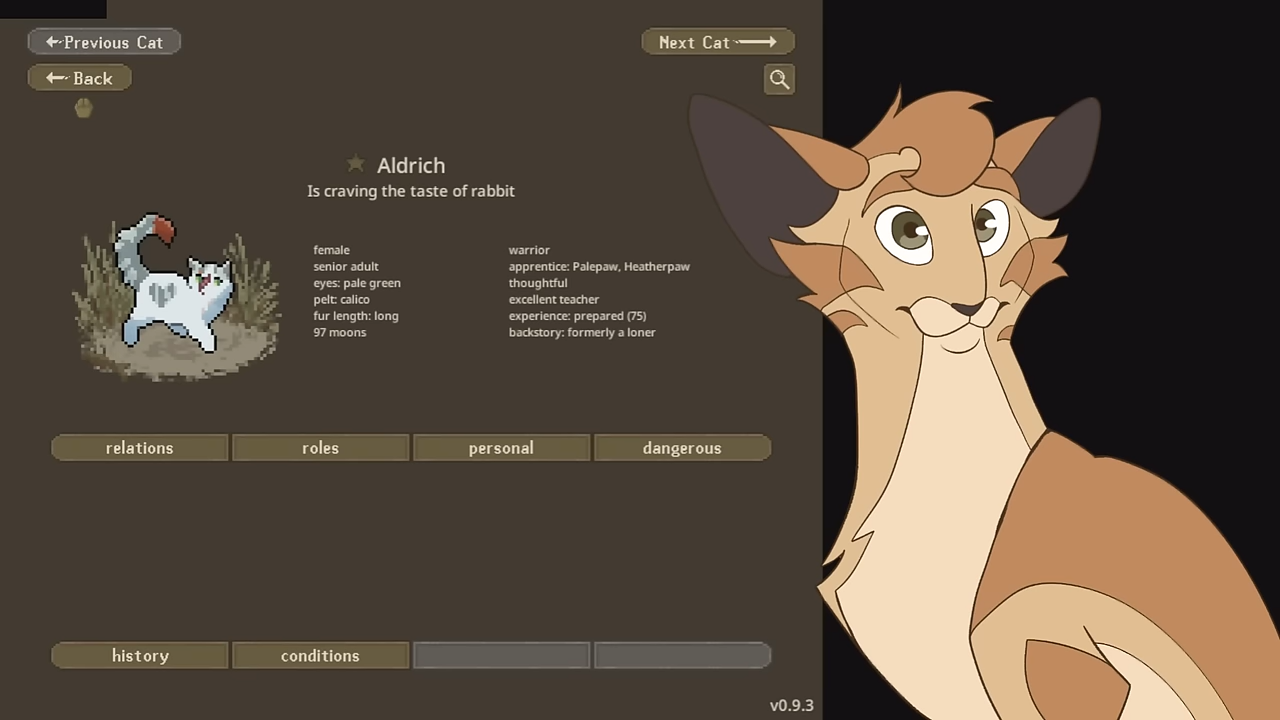 Previous Cat
Next Cat
Back
Aldrich
Is craving the taste of rabbit
female
senior adult
eyes: pale green
pelt: calico
fur length: long
97 moons
warrior
apprentice: Palepaw, Heatherpaw
thoughtful
excellent teacher
experience: prepared (75)
backstory: formerly a loner
relations
roles
personal
dangerous
history
conditions
v0.9.3